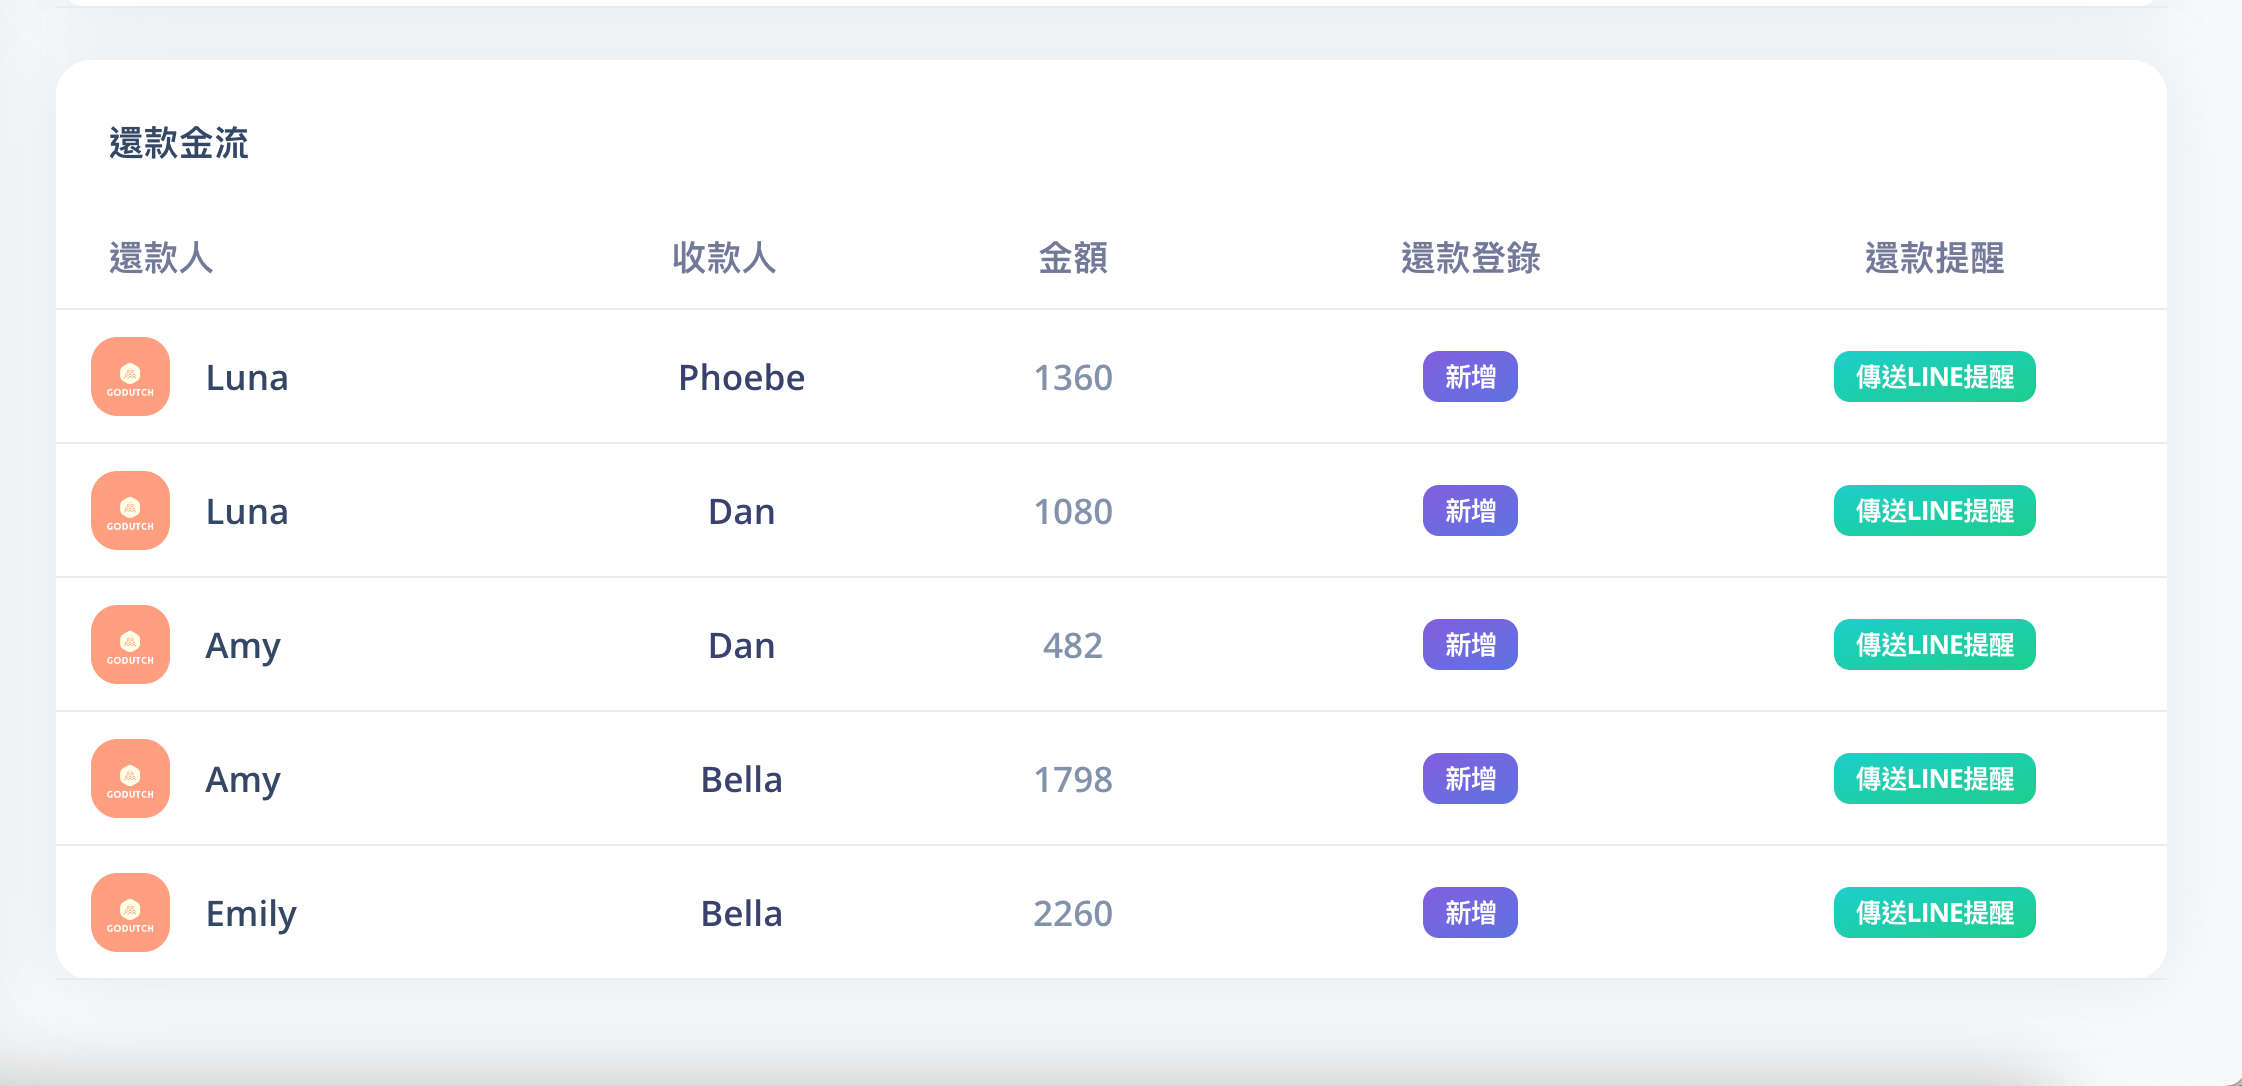 還款金流
還款人 收款人 金額 還款登錄 還款提醒
GODUTCH Luna Phoebe 1360 新增 傳送LINE提醒
GODUTCH Luna Dan 1080 新增 傳送LINE提醒
GODUTCH Amy Dan 482 新增 傳送LINE提醒
GODUTCH Amy Bella 1798 新增 傳送LINE提醒
GODUTCH Emily Bella 2260 新增 傳送LINE提醒